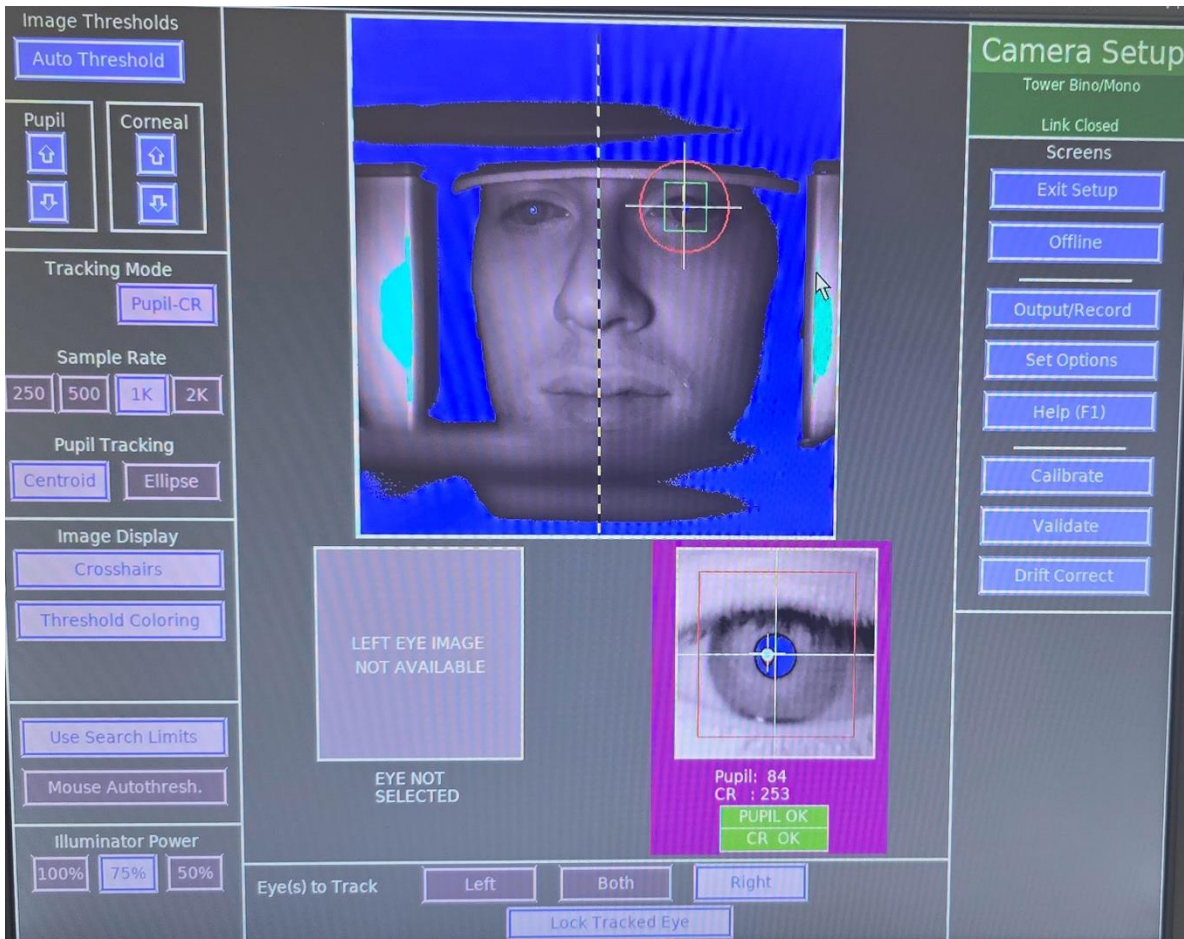 Image Thresholds
Auto Threshold
Pupil
Corneal
Tracking Mode
Pupil-CR
Sample Rate
250
500
1K
2K
Pupil Tracking
Centroid
Ellipse
Image Display
Crosshairs
Threshold Coloring
Use Search Limits
Mouse Autothresh.
Illuminator Power
100%
75%
50%
LEFT EYE IMAGE
NOT AVAILABLE
EYE NOT
SELECTED
Pupil: 84
CR : 253
PUPIL OK
CR OK
Eye(s) to Track
Left
Both
Right
Lock Tracked Eye
Camera Setup
Tower Bino/Mono
Link Closed
Screens
Exit Setup
Offline
Output/Record
Set Options
Help (F1)
Calibrate
Validate
Drift Correct